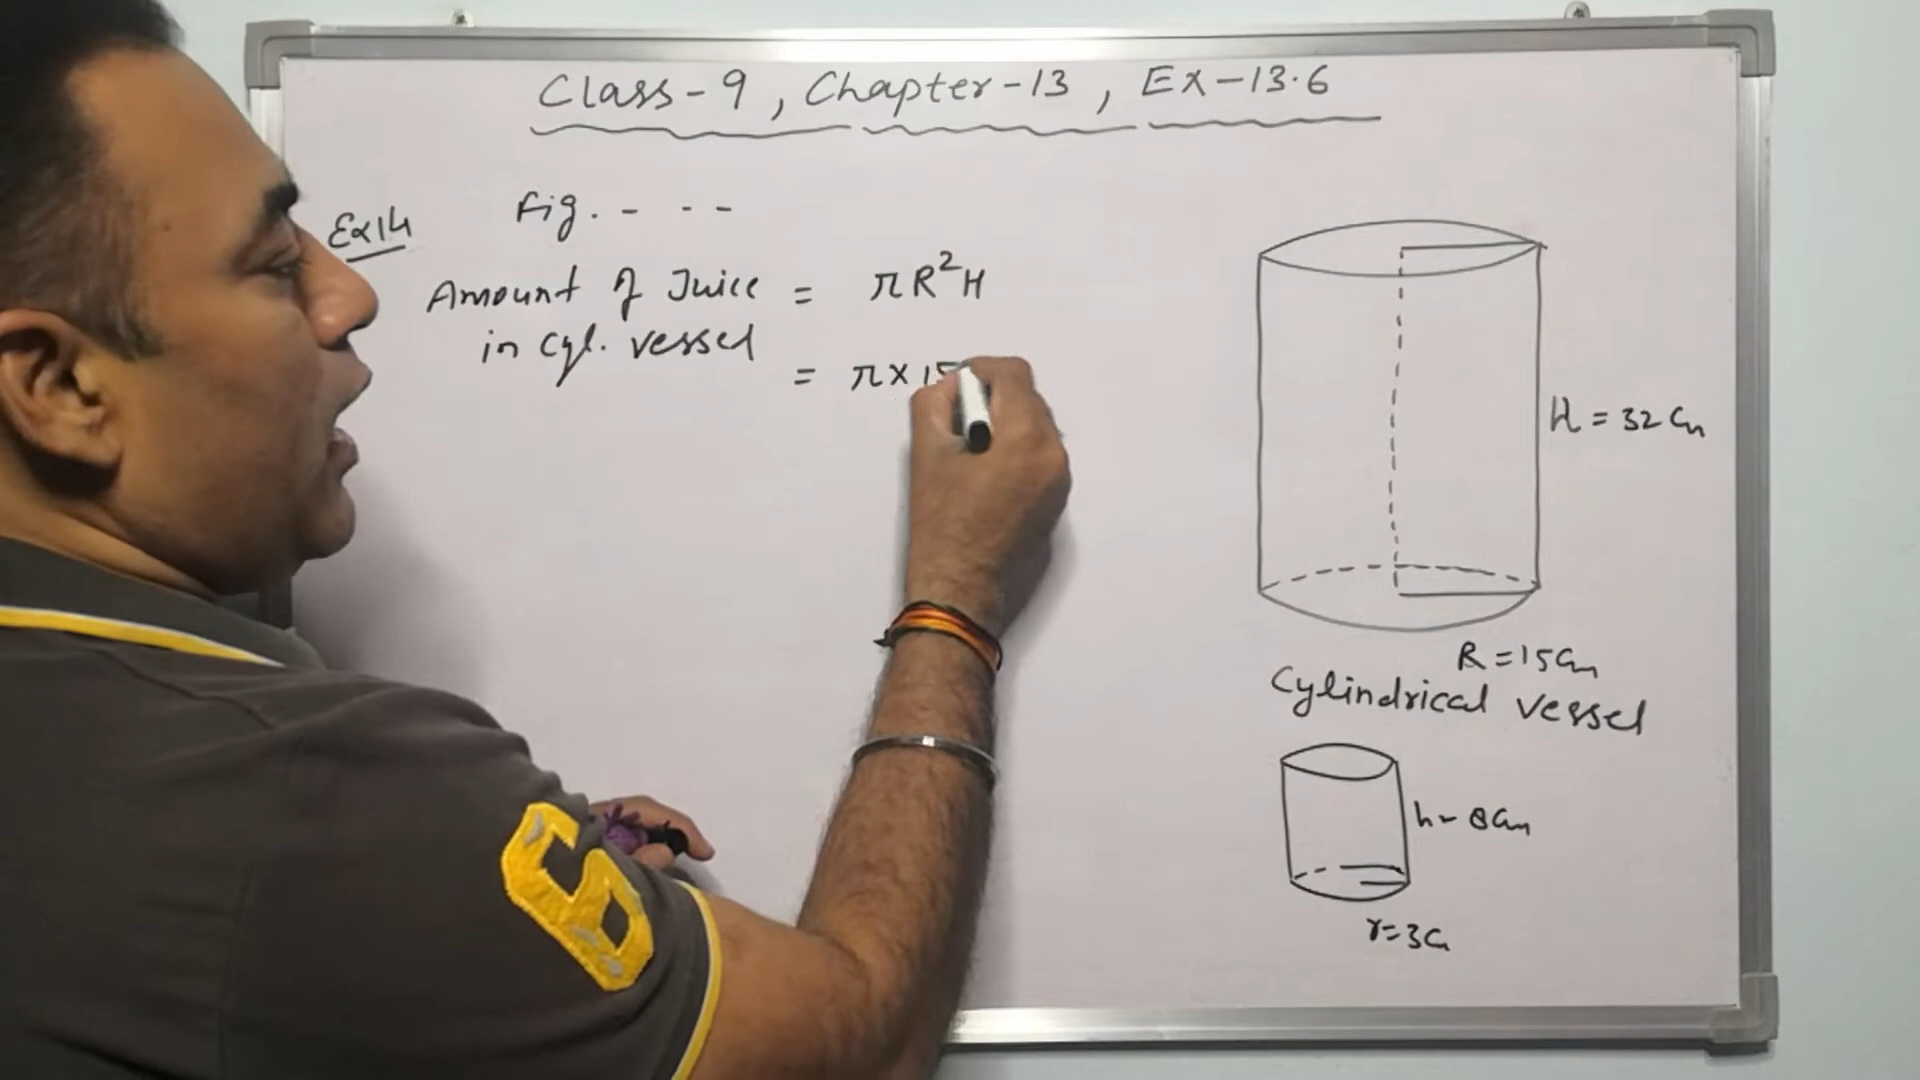 Class-9, Chapter-13, Ex-13.6
Ex14 Fig. - - -
Amount of Juice = πR²H
in Cyl. vessel
= π×15
H = 32 Cm
R = 15 Cm
Cylindrical vessel
h = 8 Cm
r = 3 Cm
6